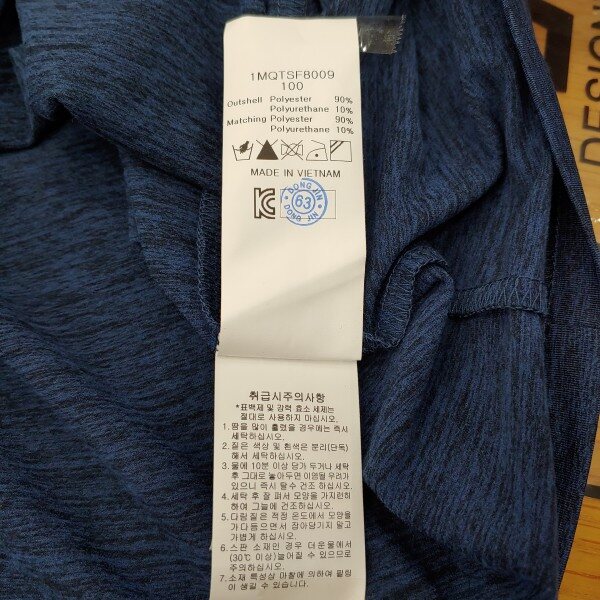 1MQTSF8009
100
Outshell Polyester 90%
Polyurethane 10%
Matching Polyester 90%
Polyurethane 10%
MADE IN VIETNAM
DONG JIN
63
DONG JIN
DESIGN
취급시주의사항
*표백제 및 강력 효소 세제는
절대로 사용하지 마십시오.
1. 땀을 많이 흘렸을 경우에는 즉시
세탁하십시오.
2. 짙은 색상 및 흰색은 분리(단독)
해서 세탁하십시오.
3. 물에 10분 이상 담가 두거나 세탁
후 그대로 놓아두면 이염될 우려가
있으니 즉시 탈수 건조 하십시오.
4. 세탁 후 잘 펴서 모양을 가지런히
하여 그늘에 건조하십시오.
5. 다림질은 적정 온도에서 모양을
가다듬으면서 잡아당기지 말고
가볍게 하십시오.
6. 스판 소재인 경우 더운물에서
(30℃ 이상)늘어질 수 있으므로
주의하십시오.
7. 소재 특성상 마찰에 의하여 필링
이 생길 수 있으니